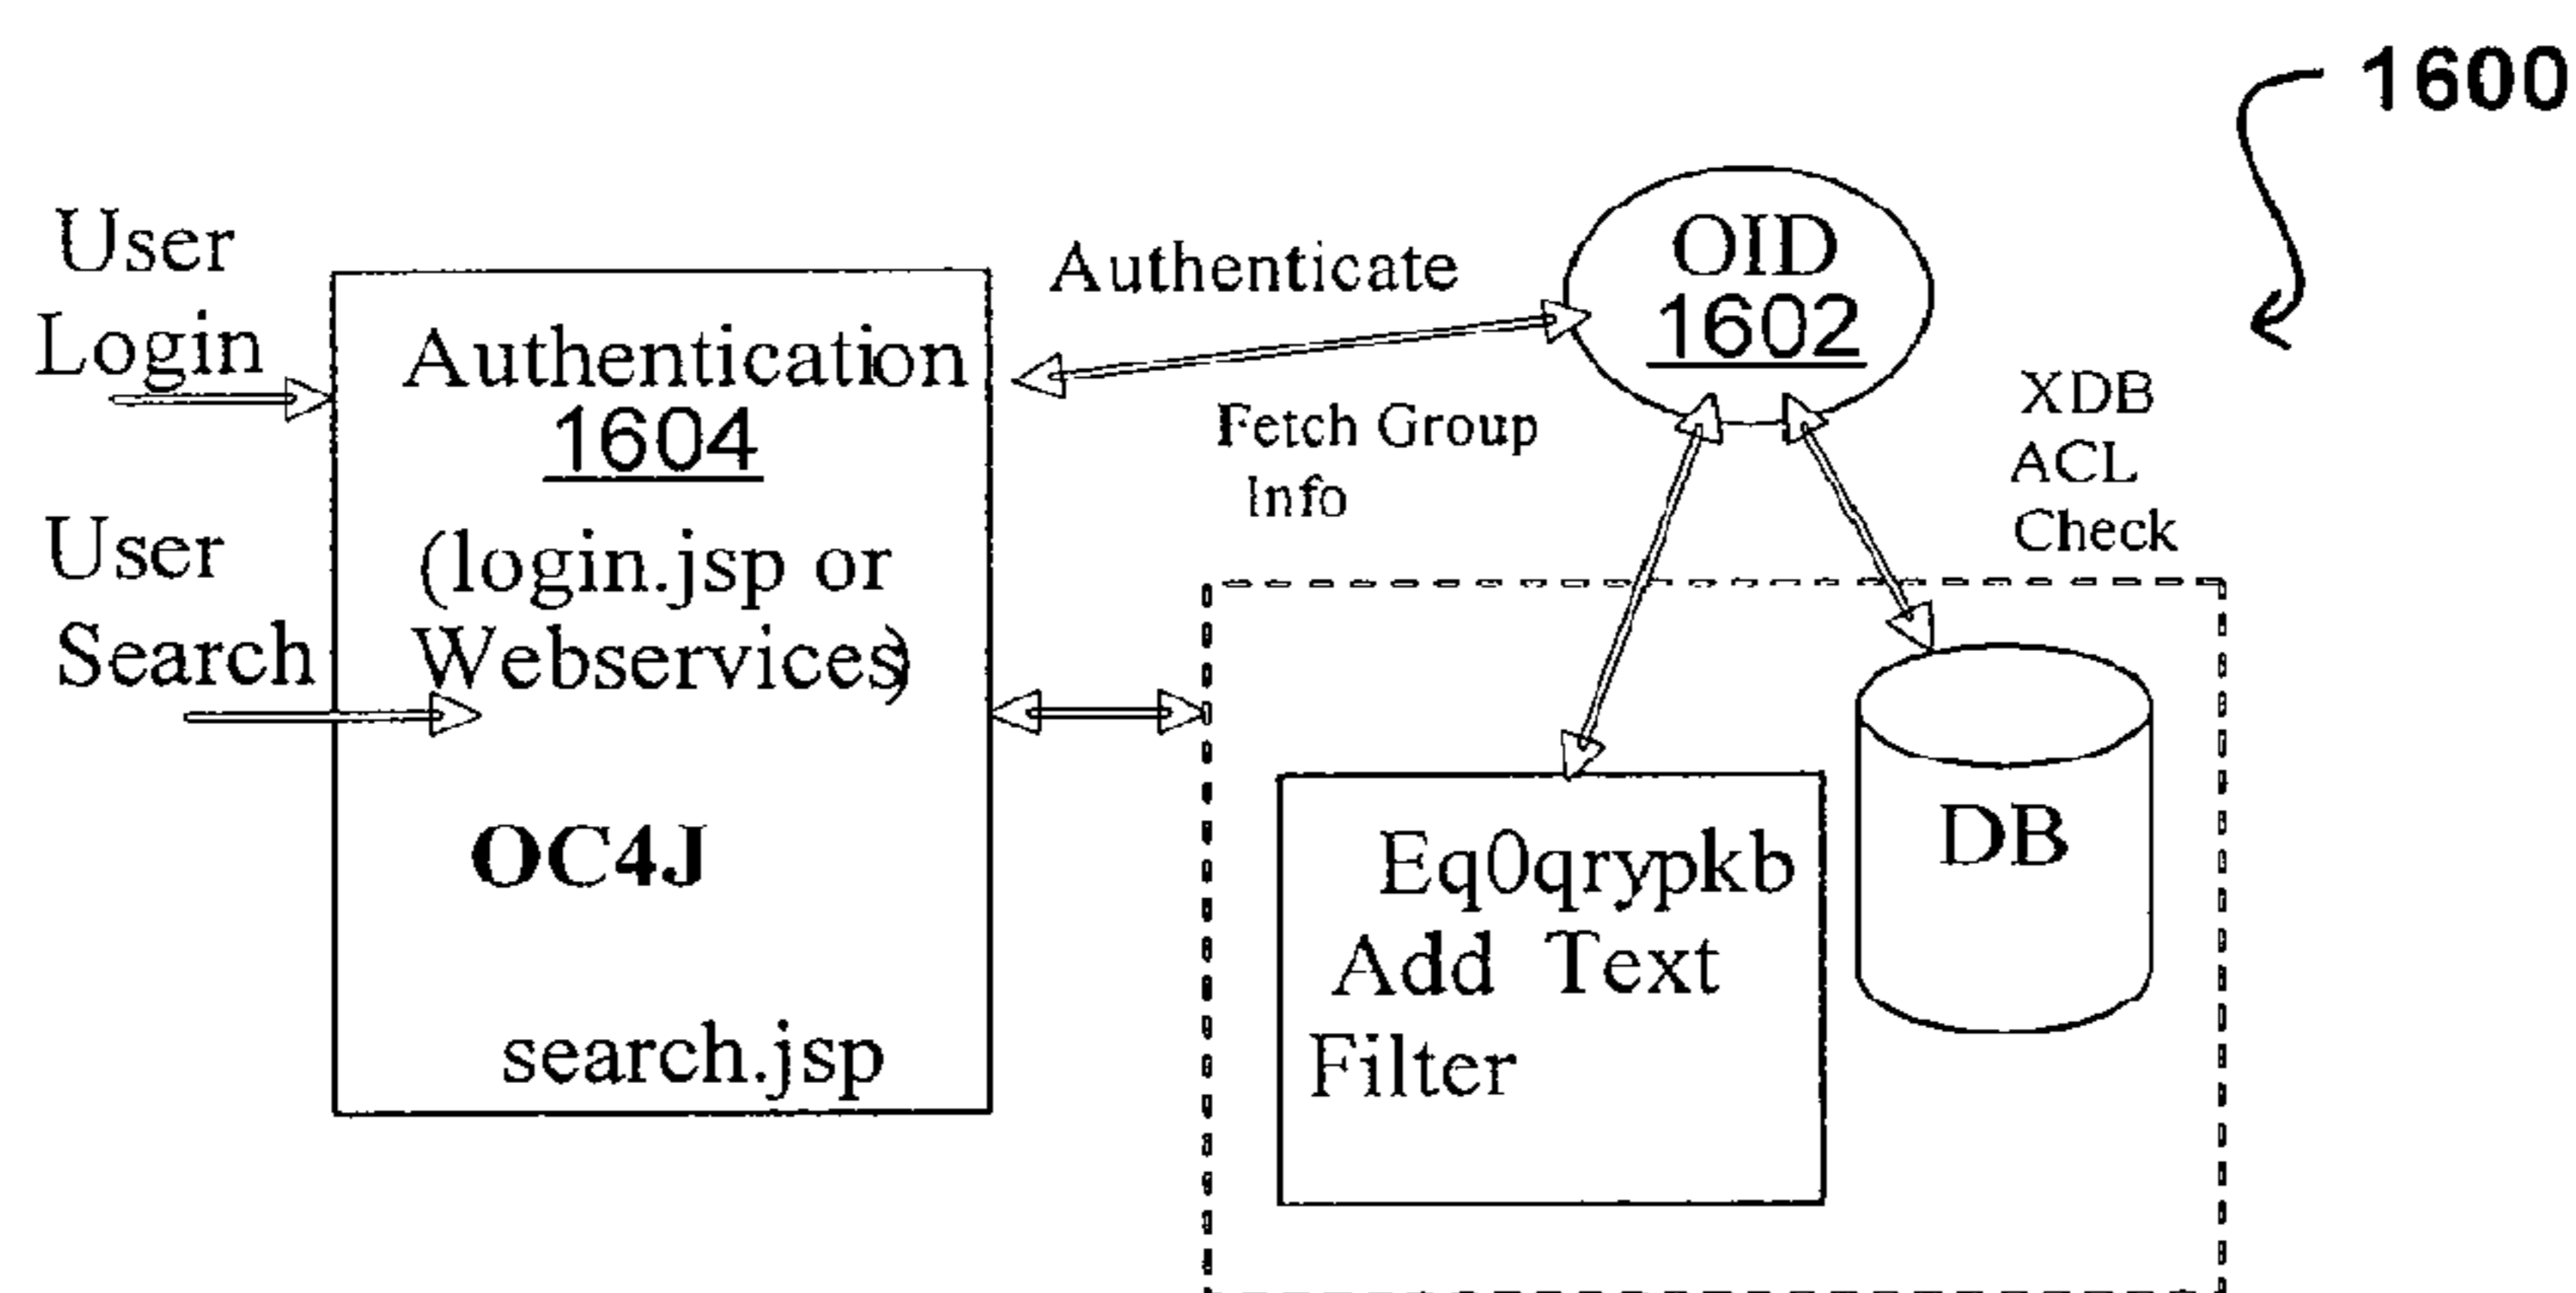 1600
User
Login
User
Search
Authentication
1604
(login.jsp or
Webservices)
OC4J
search.jsp
Authenticate
OID
1602
Fetch Group
Info
XDB
ACL
Check
Eq0qrypkb
Add Text
Filter
DB